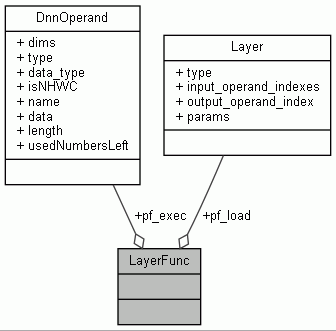 DnnOperand
+ dims
+ type
+ data_type
+ isNHWC
+ name
+ data
+ length
+ usedNumbersLeft
Layer
+ type
+ input_operand_indexes
+ output_operand_index
+ params
+pf_exec
+pf_load
LayerFunc